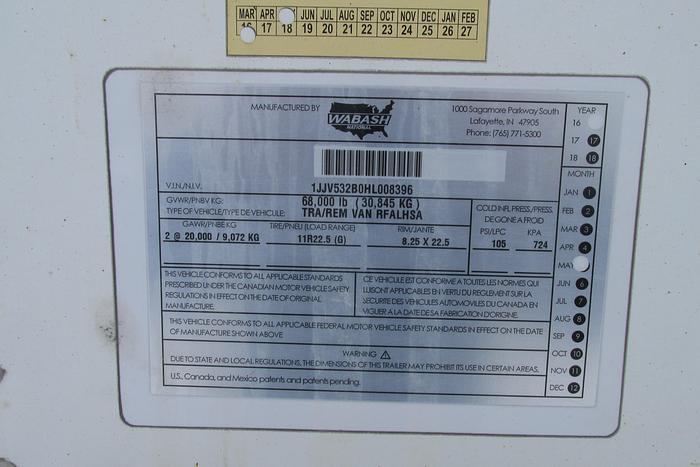 MAR APR JUN JUL AUG SEP OCT NOV DEC JAN FEB
16 17 18 19 20 21 22 23 24 25 26 27
MANUFACTURED BY
WABASH
NATIONAL
1000 Sagamore Parkway South
Lafayette, IN 47905
Phone: (765) 771-5300
YEAR
16
17 17
18 18
MONTH
JAN 1
FEB 2
MAR 3
APR 4
MAY
JUN 6
JUL 7
AUG 8
SEP 9
OCT 10
NOV 11
DEC 12
V.I.N./N.I.V. 1JJV532B0HL008396
GVWR/PNBV KG: 68,000 lb ( 30,845 KG )
TYPE OF VEHICLE/TYPE DE VEHICULE: TRA/REM VAN RFALHSA
COLD INFL PRESS/PRESS.
DE GONF A FROID
GAWR/PNBE KG TIRE/PNEU (LOAD RANGE) RIM/JANTE PSI/LPC KPA
2 @ 20,000 / 9,072 KG 11R22.5 (G) 8.25 X 22.5 105 724
THIS VEHICLE CONFORMS TO ALL APPLICABLE STANDARDS
PRESCRIBED UNDER THE CANADIAN MOTOR VEHICLE SAFETY
REGULATIONS IN EFFECT ON THE DATE OF ORIGINAL
MANUFACTURE.
CE VEHICULE EST CONFORME A TOUTES LES NORMES QUI
LUI SONT APPLICABLES EN VERTU DU REGLEMENT SUR LA
SECURITE DES VEHICULES AUTOMOBILES DU CANADA EN
VIGUER A LA DATE DE SA FABRICATION D'ORIGINE.
THIS VEHICLE CONFORMS TO ALL APPLICABLE FEDERAL MOTOR VEHICLE SAFETY STANDARDS IN EFFECT ON THE DATE
OF MANUFACTURE SHOWN ABOVE
WARNING
DUE TO STATE AND LOCAL REGULATIONS, THE DIMENSIONS OF THIS TRAILER MAY PROHIBIT ITS USE IN CERTAIN AREAS.
U.S., Canada, and Mexico patents and patents pending.